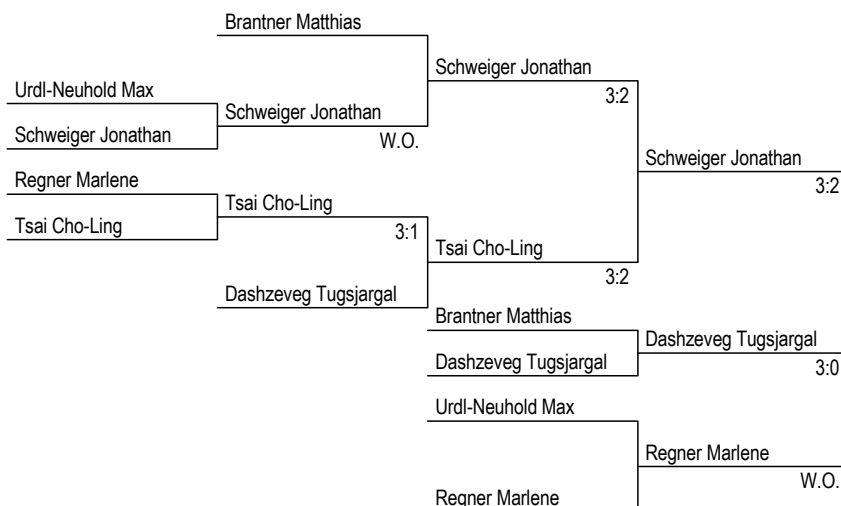 Brantner Matthias
Schweiger Jonathan
3:2
Urdl-Neuhold Max
Schweiger Jonathan
W.O.
Schweiger Jonathan
Schweiger Jonathan
3:2
Regner Marlene
Tsai Cho-Ling
3:1
Tsai Cho-Ling
Tsai Cho-Ling
3:2
Dashzeveg Tugsjargal
Brantner Matthias
Dashzeveg Tugsjargal
3:0
Dashzeveg Tugsjargal
Urdl-Neuhold Max
Regner Marlene
W.O.
Regner Marlene